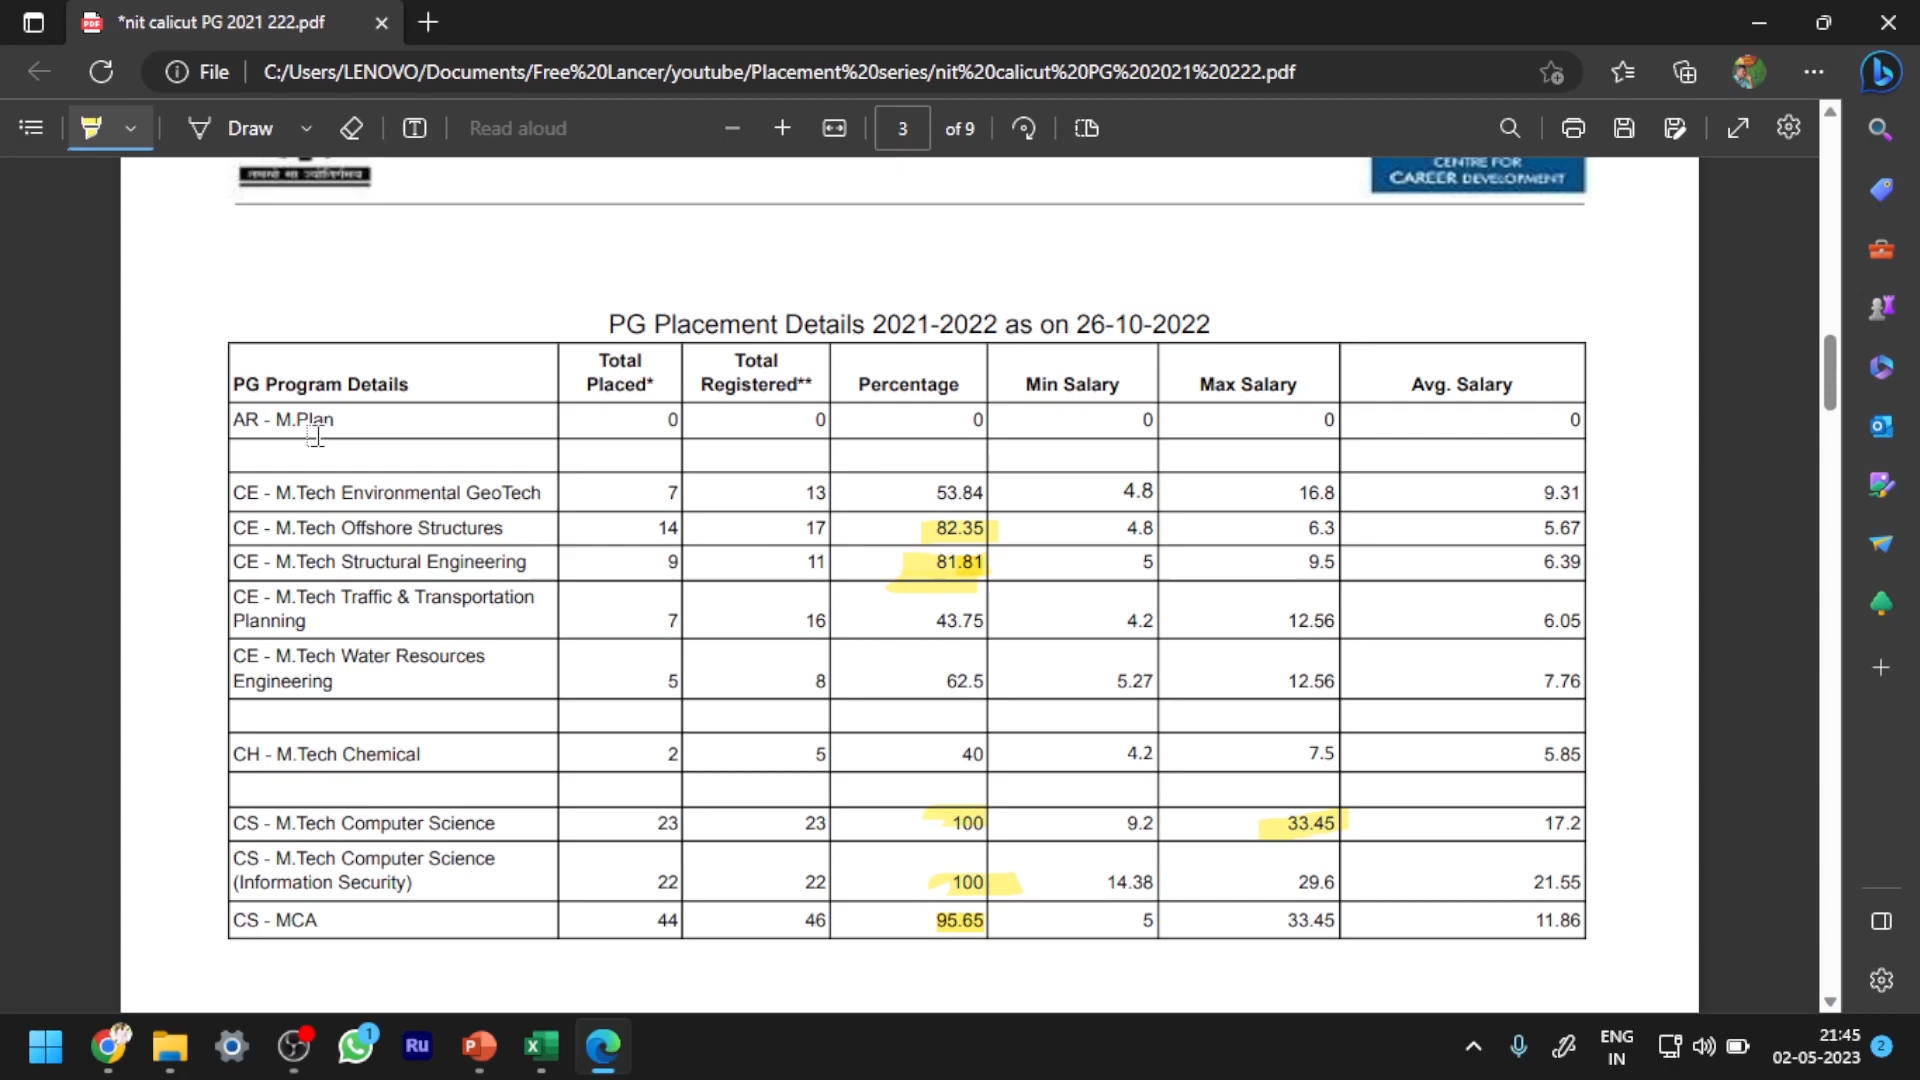 *nit calicut PG 2021 222.pdf
File C:/Users/LENOVO/Documents/Free%20Lancer/youtube/Placement%20series/nit%20calicut%20PG%202021%20222.pdf
Draw Read aloud 3 of 9
तमसो मा ज्योतिर्गमय
CENTRE FOR
CAREER DEVELOPMENT
PG Placement Details 2021-2022 as on 26-10-2022
PG Program Details Total Placed* Total Registered** Percentage Min Salary Max Salary Avg. Salary
AR - M.Plan 0 0 0 0 0 0
CE - M.Tech Environmental GeoTech 7 13 53.84 4.8 16.8 9.31
CE - M.Tech Offshore Structures 14 17 82.35 4.8 6.3 5.67
CE - M.Tech Structural Engineering 9 11 81.81 5 9.5 6.39
CE - M.Tech Traffic & Transportation
Planning 7 16 43.75 4.2 12.56 6.05
CE - M.Tech Water Resources
Engineering 5 8 62.5 5.27 12.56 7.76
CH - M.Tech Chemical 2 5 40 4.2 7.5 5.85
CS - M.Tech Computer Science 23 23 100 9.2 33.45 17.2
CS - M.Tech Computer Science
(Information Security) 22 22 100 14.38 29.6 21.55
CS - MCA 44 46 95.65 5 33.45 11.86
1 Ru ENG 21:45
IN 02-05-2023 2